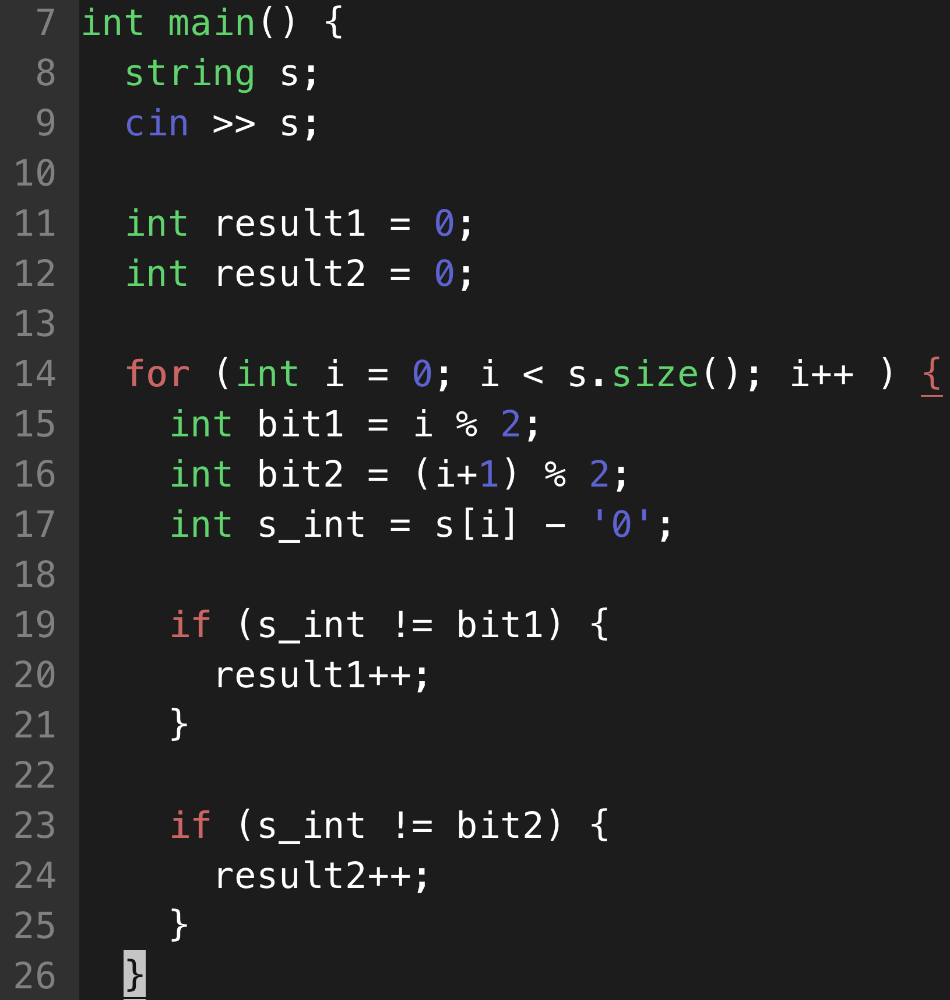 7 int main() {
8   string s;
9   cin >> s;
10
11   int result1 = 0;
12   int result2 = 0;
13
14   for (int i = 0; i < s.size(); i++ ) {
15     int bit1 = i % 2;
16     int bit2 = (i+1) % 2;
17     int s_int = s[i] - '0';
18
19     if (s_int != bit1) {
20       result1++;
21     }
22
23     if (s_int != bit2) {
24       result2++;
25     }
26   }